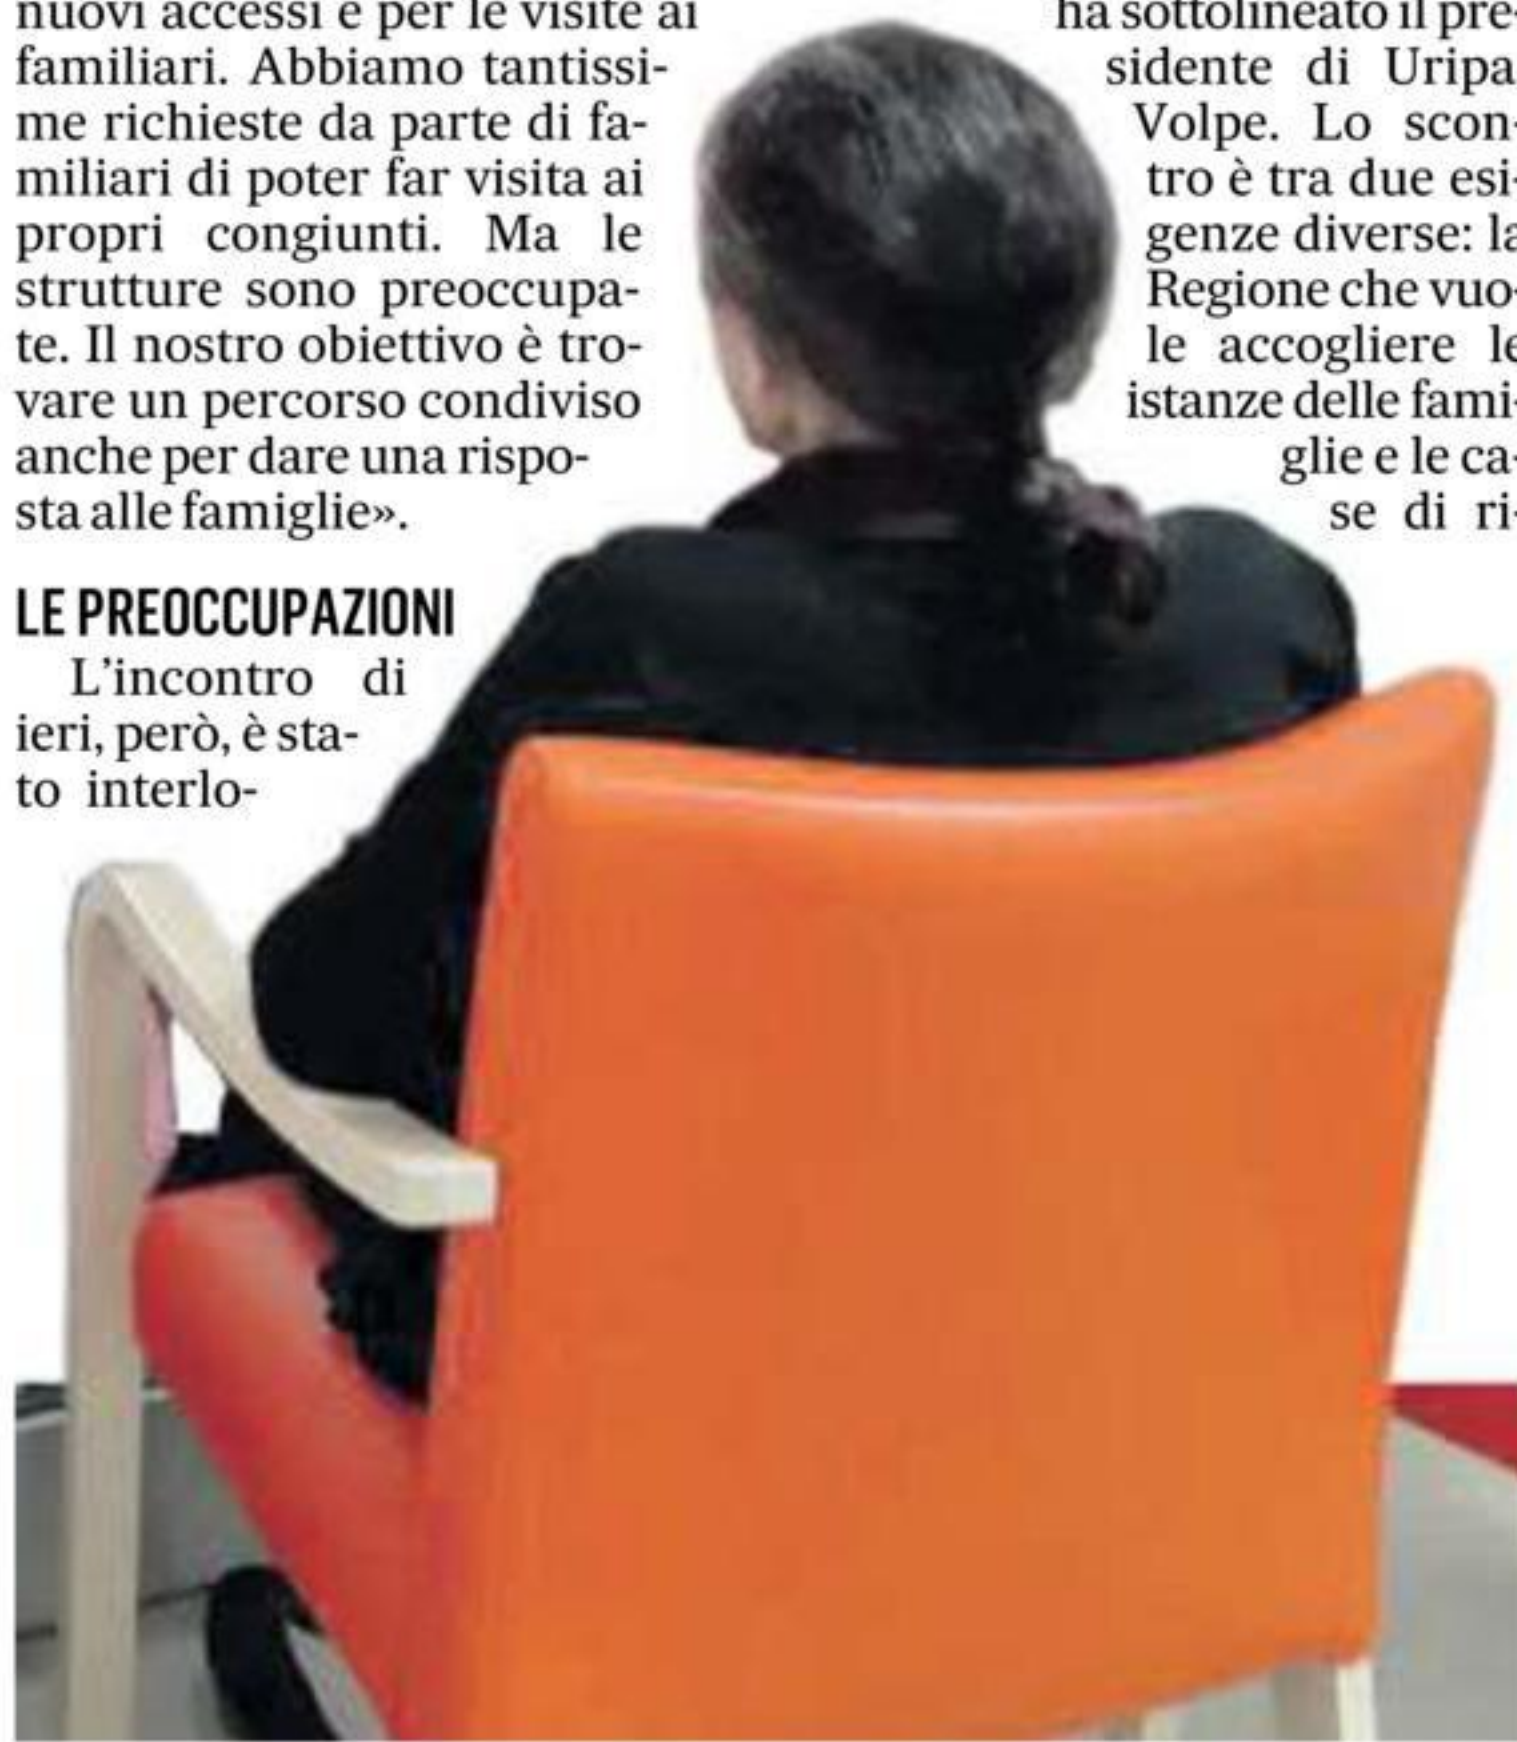 nuovi accessi e per le visite ai
familiari. Abbiamo tantissi-
me richieste da parte di fa-
miliari di poter far visita ai
propri congiunti. Ma le
strutture sono preoccupa-
te. Il nostro obiettivo è tro-
vare un percorso condiviso
anche per dare una rispo-
sta alle famiglie».
LE PREOCCUPAZIONI
L'incontro di
ieri, però, è sta-
to interlo-
ha sottolineato il pre-
sidente di Uripa
Volpe. Lo scon-
tro è tra due esi-
genze diverse: la
Regione che vuo-
le accogliere le
istanze delle fami-
glie e le ca-
se di ri-